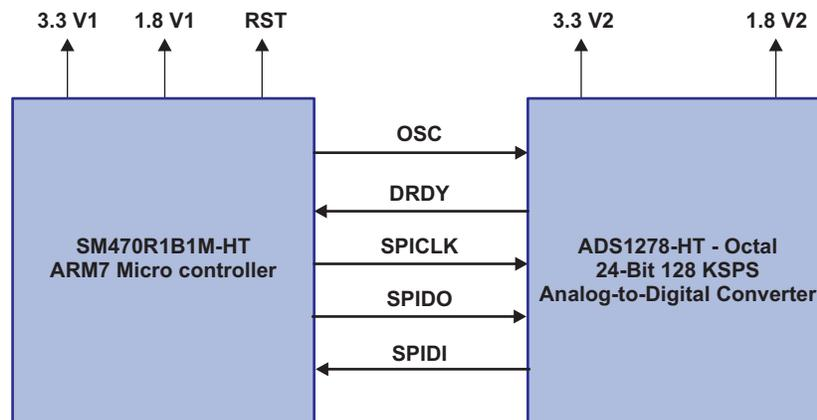 3.3 V1
1.8 V1
RST
3.3 V2
1.8 V2
OSC
DRDY
SPICLK
SPIDO
SPIDI
SM470R1B1M-HT
ARM7 Micro controller
ADS1278-HT - Octal
24-Bit 128 KSPS
Analog-to-Digital Converter